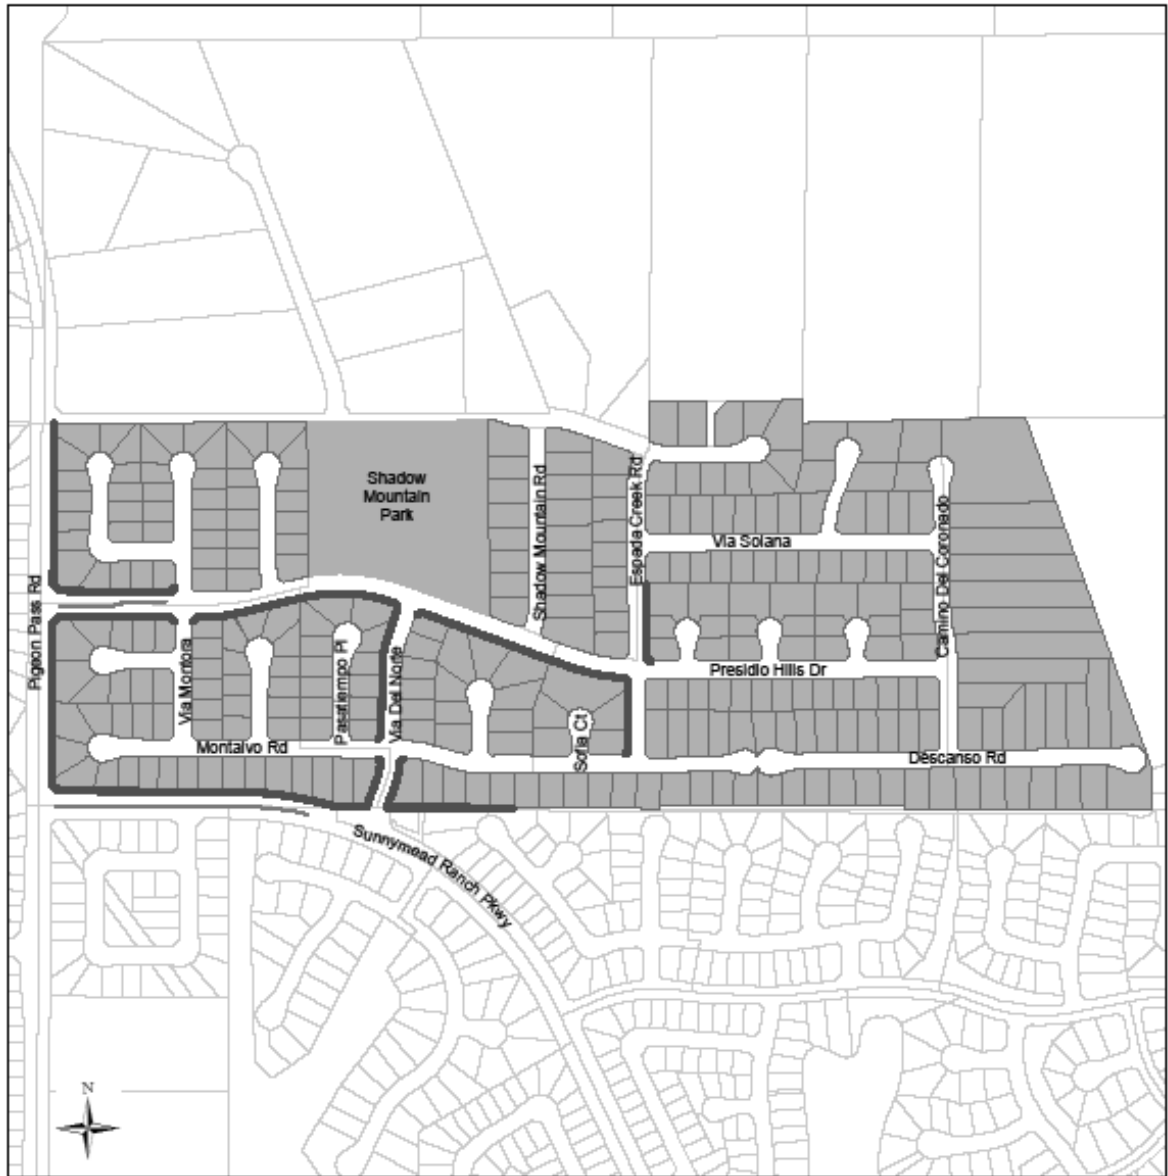 Shadow
Mountain
Park
Shadow Mountain Rd
Espada Creek Rd
Via Solana
Camino Del Coronado
Pigeon Pass Rd
Via Montora
Pasatiempo Pl
Via Del Norte
Presidio Hills Dr
Montalvo Rd
Sofia Ct
Descanso Rd
Sunnymead Ranch Pkwy
N